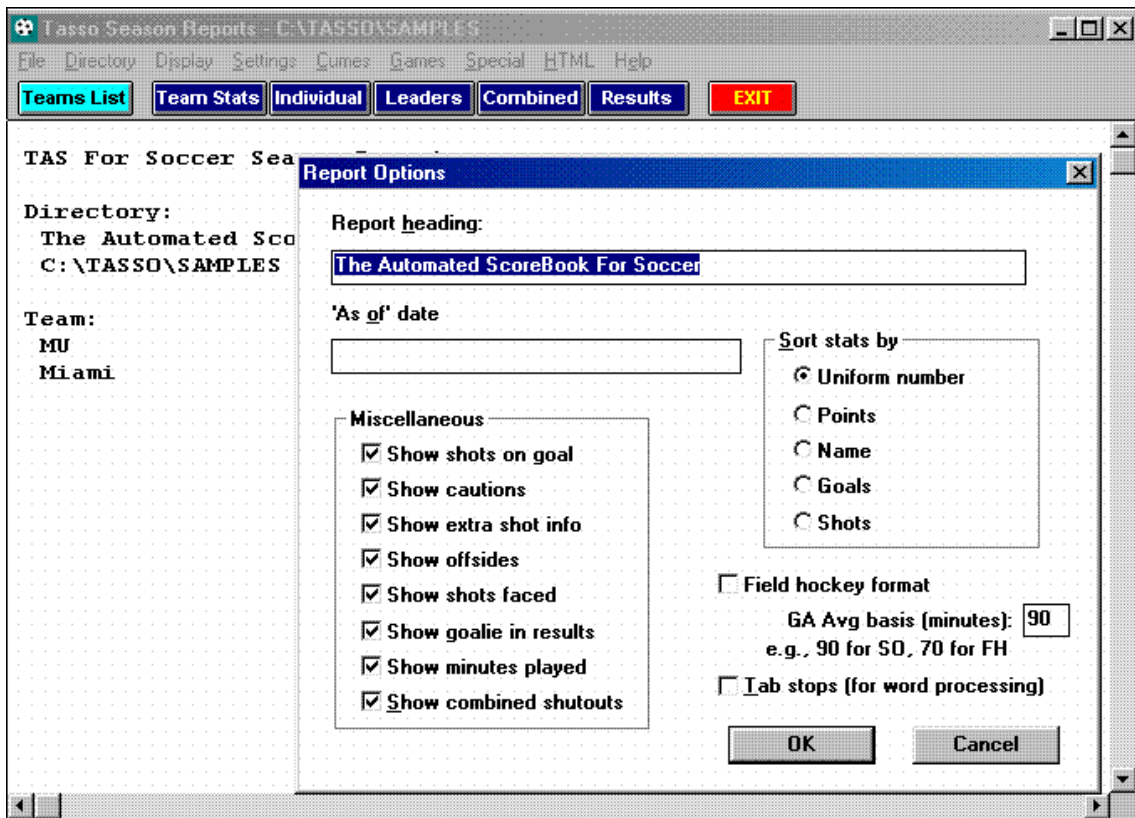 Tasso Season Reports - C:\TASSO\SAMPLES
File Directory Display Settings Cumes Games Special HTML Help
Teams List Team Stats Individual Leaders Combined Results EXIT
TAS For Soccer Sea
Directory:
The Automated Sco
C:\TASSO\SAMPLES
Team:
MU
Miami
Report Options
Report heading:
The Automated ScoreBook For Soccer
'As of' date
Sort stats by
Uniform number
Points
Name
Goals
Shots
Miscellaneous
Show shots on goal
Show cautions
Show extra shot info
Show offsides
Show shots faced
Show goalie in results
Show minutes played
Show combined shutouts
Field hockey format
GA Avg basis (minutes): 90
e.g., 90 for SO, 70 for FH
Tab stops (for word processing)
OK Cancel